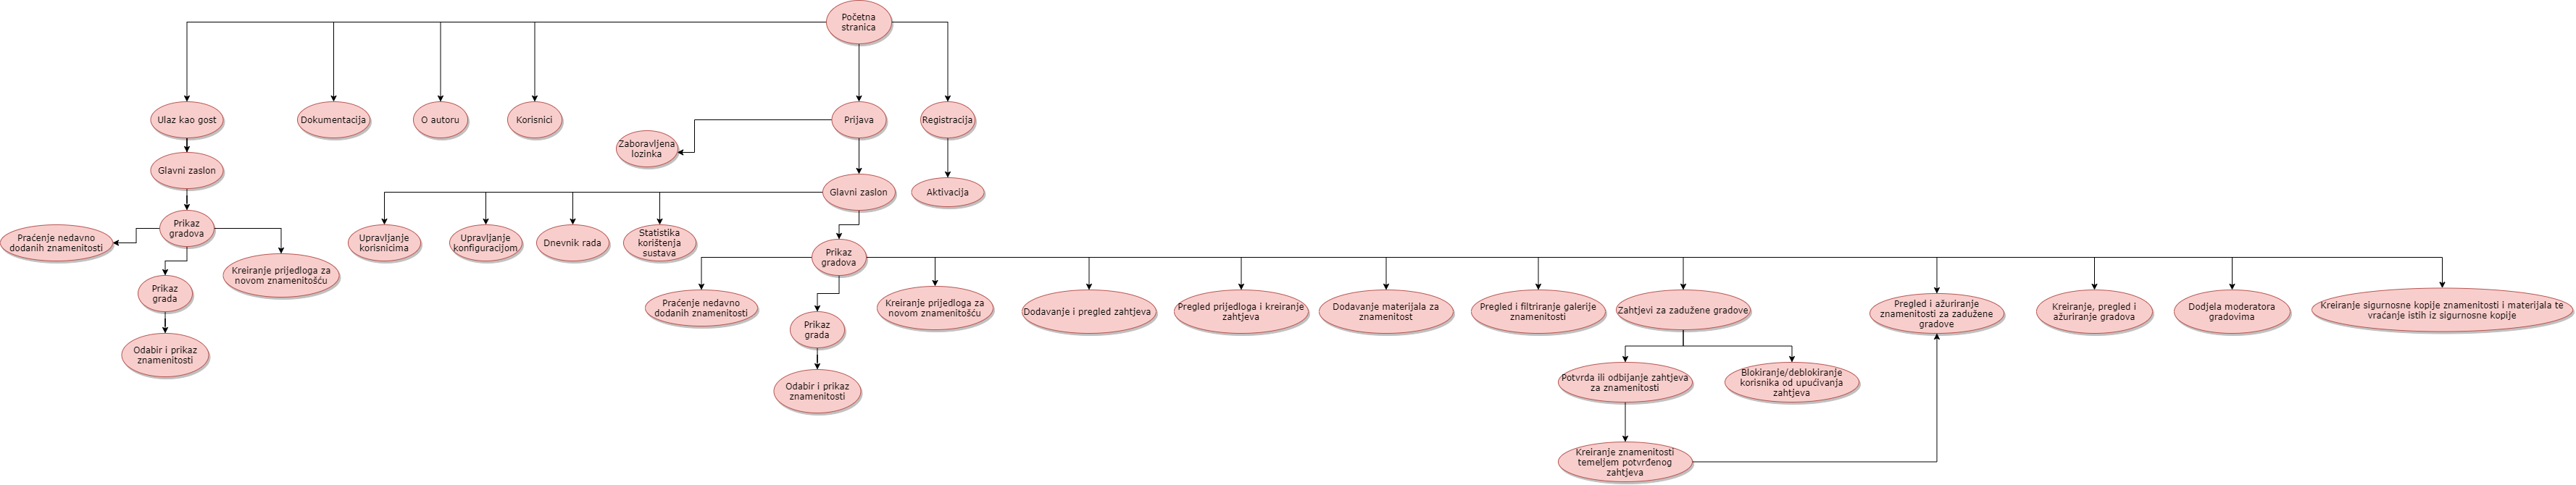 Početna
stranica
Ulaz kao gost
Dokumentacija
O autoru
Korisnici
Prijava
Registracija
Zaboravljena
lozinka
Glavni zaslon
Glavni zaslon
Aktivacija
Prikaz
gradova
Praćenje nedavno
dodanih znamenitosti
Kreiranje prijedloga za
novom znamenitošću
Prikaz
grada
Odabir i prikaz
znamenitosti
Upravljanje
korisnicima
Upravljanje
konfiguracijom
Dnevnik rada
Statistika
korištenja
sustava
Prikaz
gradova
Praćenje nedavno
dodanih znamenitosti
Prikaz
grada
Odabir i prikaz
znamenitosti
Kreiranje prijedloga za
novom znamenitošću
Dodavanje i pregled zahtjeva
Pregled prijedloga i kreiranje
zahtjeva
Dodavanje materijala za
znamenitost
Pregled i filtriranje galerije
znamenitosti
Zahtjevi za zadužene gradove
Pregled i ažuriranje
znamenitosti za zadužene
gradove
Kreiranje, pregled i
ažuriranje gradova
Dodjela moderatora
gradovima
Kreiranje sigurnosne kopije znamenitosti i materijala te
vraćanje istih iz sigurnosne kopije
Potvrda ili odbijanje zahtjeva
za znamenitosti
Blokiranje/deblokiranje
korisnika od upućivanja
zahtjeva
Kreiranje znamenitosti
temeljem potvrđenog
zahtjeva